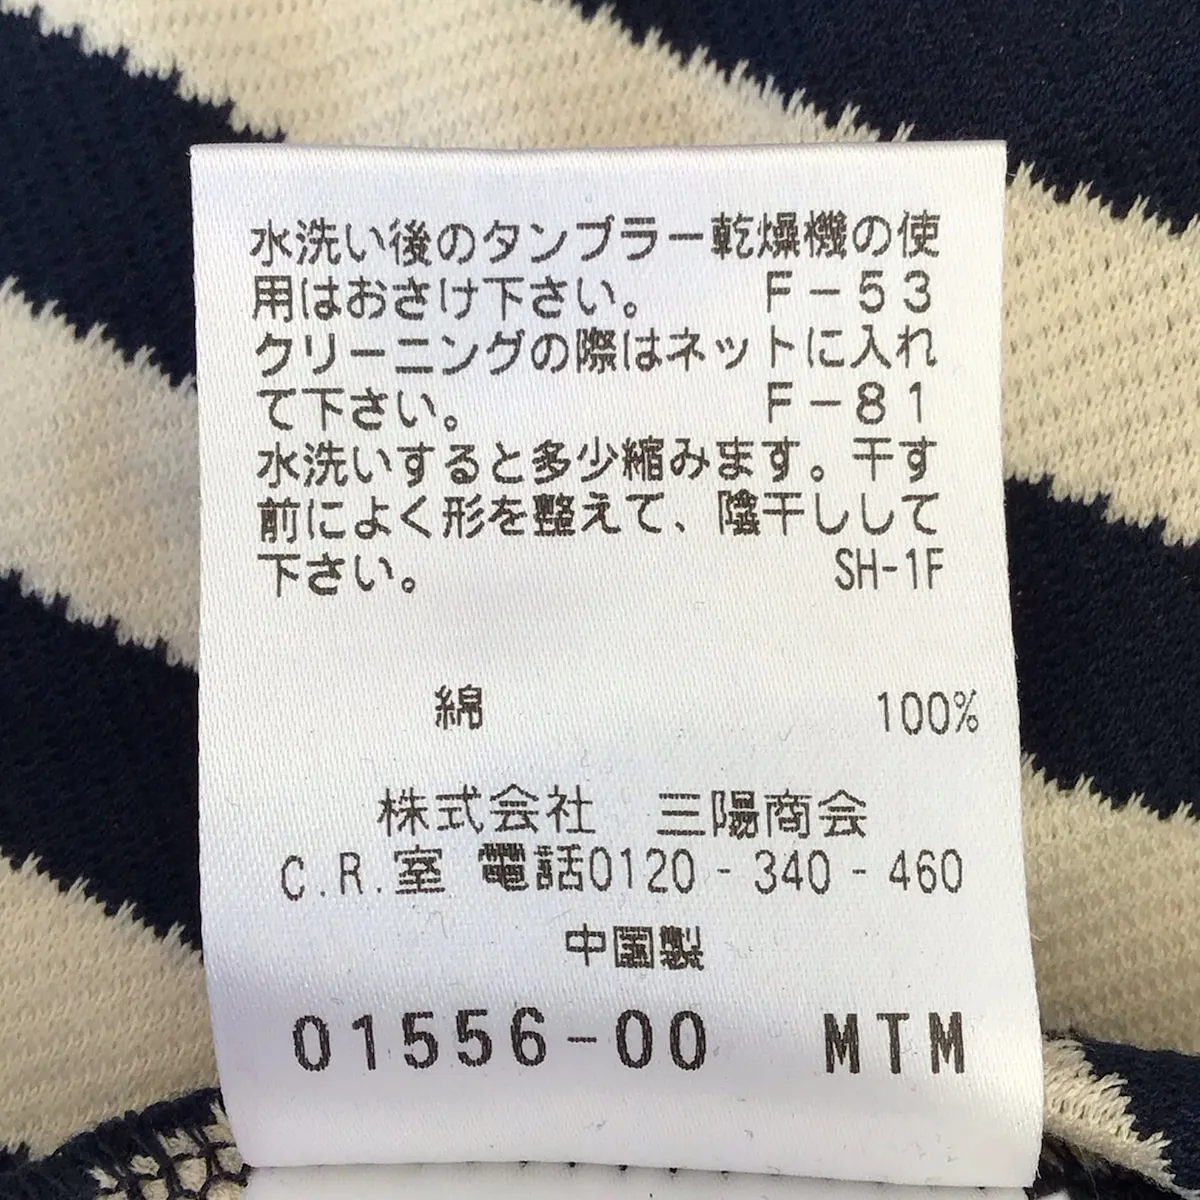 水洗い後のタンブラー乾燥機の使
用はおさけ下さい。 F-53
クリーニングの際はネットに入れ
て下さい。 F-81
水洗いすると多少縮みます。干す
前によく形を整えて、陰干しして
下さい。 SH-1F
綿 100%
株式会社 三陽商会
C.R.室 電話0120-340-460
中国製
01556-00 MTM